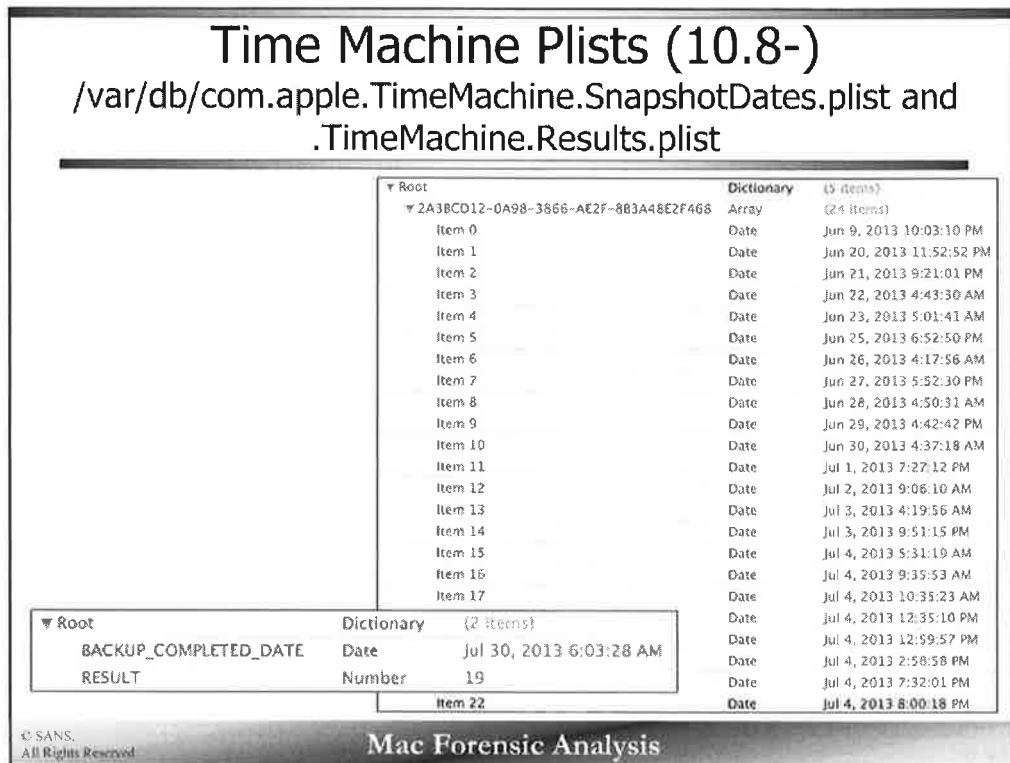 Time Machine Plists (10.8-)
/var/db/com.apple.TimeMachine.SnapshotDates.plist and
.TimeMachine.Results.plist
▼ Root Dictionary (5 items)
▼ 2A3BCD12-0A98-3866-AE2F-8B3A48E2F468 Array (24 items)
Item 0 Date Jun 9, 2013 10:03:10 PM
Item 1 Date Jun 20, 2013 11:52:52 PM
Item 2 Date Jun 21, 2013 9:21:01 PM
Item 3 Date Jun 22, 2013 4:43:30 AM
Item 4 Date Jun 23, 2013 5:01:41 AM
Item 5 Date Jun 25, 2013 6:52:50 PM
Item 6 Date Jun 26, 2013 4:17:56 AM
Item 7 Date Jun 27, 2013 5:52:30 PM
Item 8 Date Jun 28, 2013 4:50:31 AM
Item 9 Date Jun 29, 2013 4:42:42 PM
Item 10 Date Jun 30, 2013 4:37:18 AM
Item 11 Date Jul 1, 2013 7:27:12 PM
Item 12 Date Jul 2, 2013 9:06:10 AM
Item 13 Date Jul 3, 2013 4:19:56 AM
Item 14 Date Jul 3, 2013 9:51:15 PM
Item 15 Date Jul 4, 2013 5:31:19 AM
Item 16 Date Jul 4, 2013 9:35:53 AM
Item 17 Date Jul 4, 2013 10:35:23 AM
Date Jul 4, 2013 12:35:10 PM
Date Jul 4, 2013 12:59:57 PM
Date Jul 4, 2013 2:58:58 PM
Date Jul 4, 2013 7:32:01 PM
Item 22 Date Jul 4, 2013 8:00:18 PM
▼ Root Dictionary (2 items)
BACKUP_COMPLETED_DATE Date Jul 30, 2013 6:03:28 AM
RESULT Number 19
© SANS,
All Rights Reserved
Mac Forensic Analysis